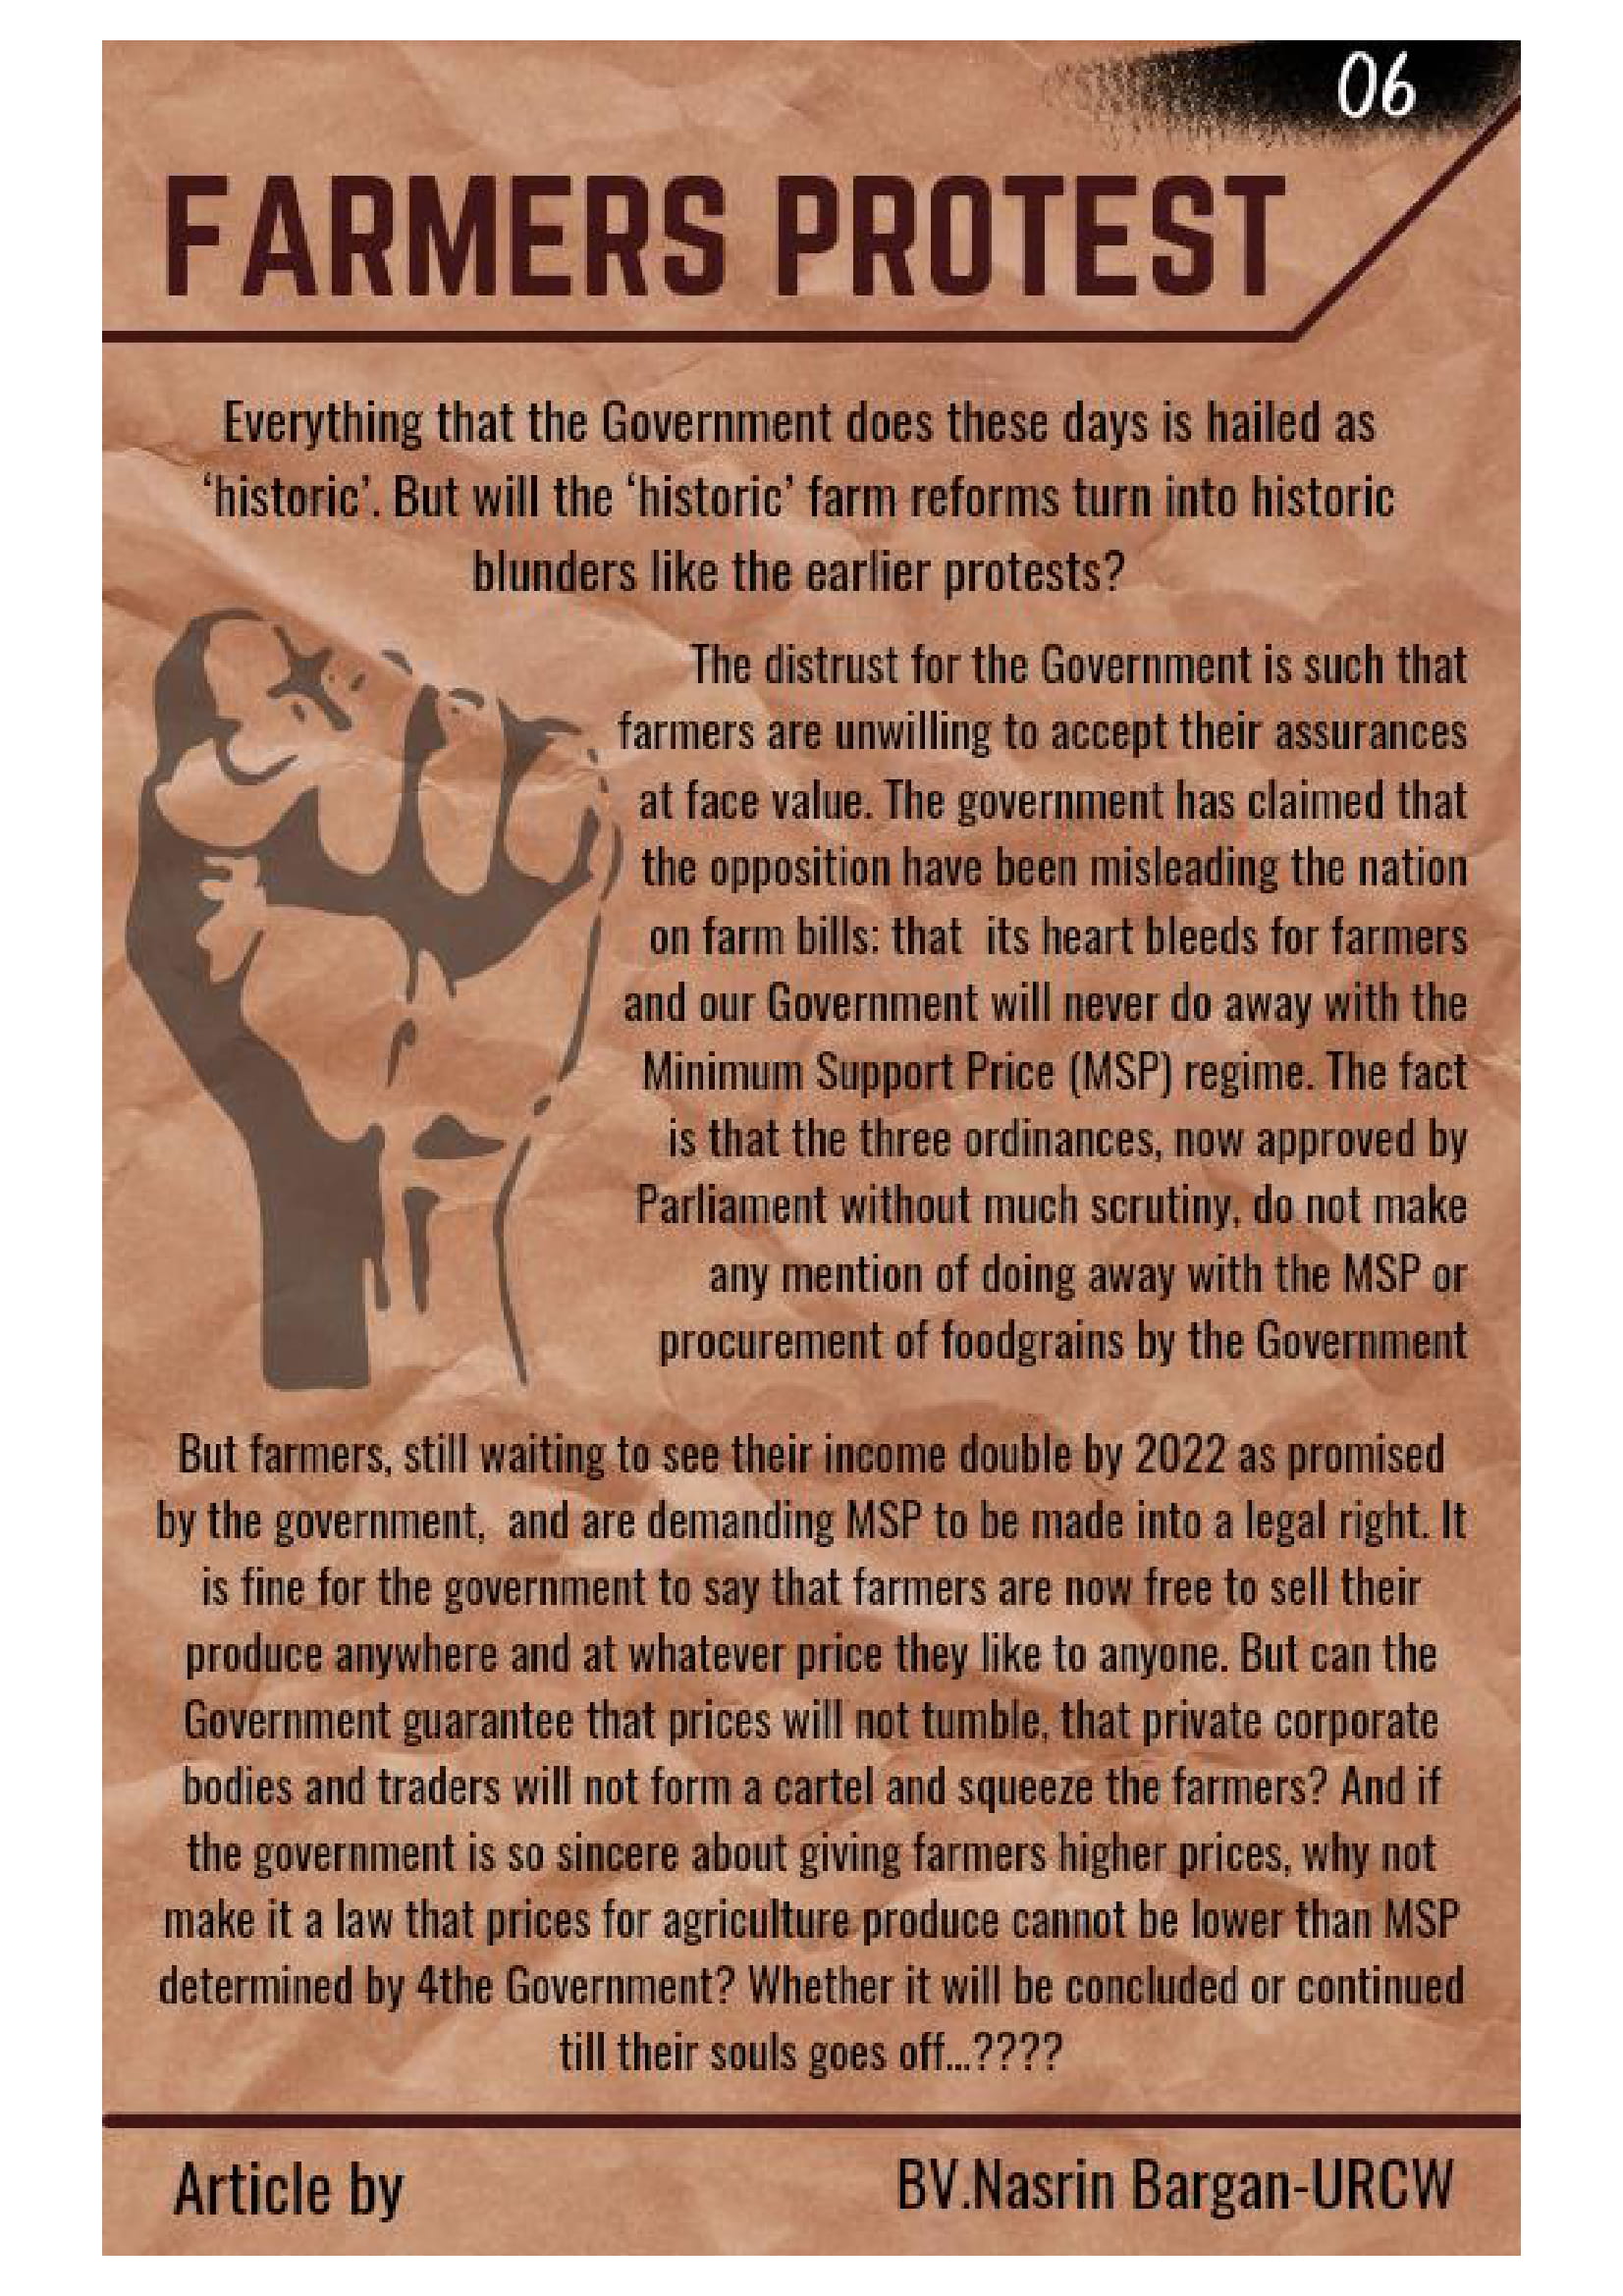 06
FARMERS PROTEST
Everything that the Government does these days is hailed as
‘historic’. But will the ‘historic’ farm reforms turn into historic
blunders like the earlier protests?
The distrust for the Government is such that
farmers are unwilling to accept their assurances
at face value. The government has claimed that
the opposition have been misleading the nation
on farm bills: that  its heart bleeds for farmers
and our Government will never do away with the
Minimum Support Price (MSP) regime. The fact
is that the three ordinances, now approved by
Parliament without much scrutiny, do not make
any mention of doing away with the MSP or
procurement of foodgrains by the Government
But farmers, still waiting to see their income double by 2022 as promised
by the government,  and are demanding MSP to be made into a legal right. It
is fine for the government to say that farmers are now free to sell their
produce anywhere and at whatever price they like to anyone. But can the
Government guarantee that prices will not tumble, that private corporate
bodies and traders will not form a cartel and squeeze the farmers? And if
the government is so sincere about giving farmers higher prices, why not
make it a law that prices for agriculture produce cannot be lower than MSP
determined by 4the Government? Whether it will be concluded or continued
till their souls goes off...????
Article by
BV.Nasrin Bargan-URCW